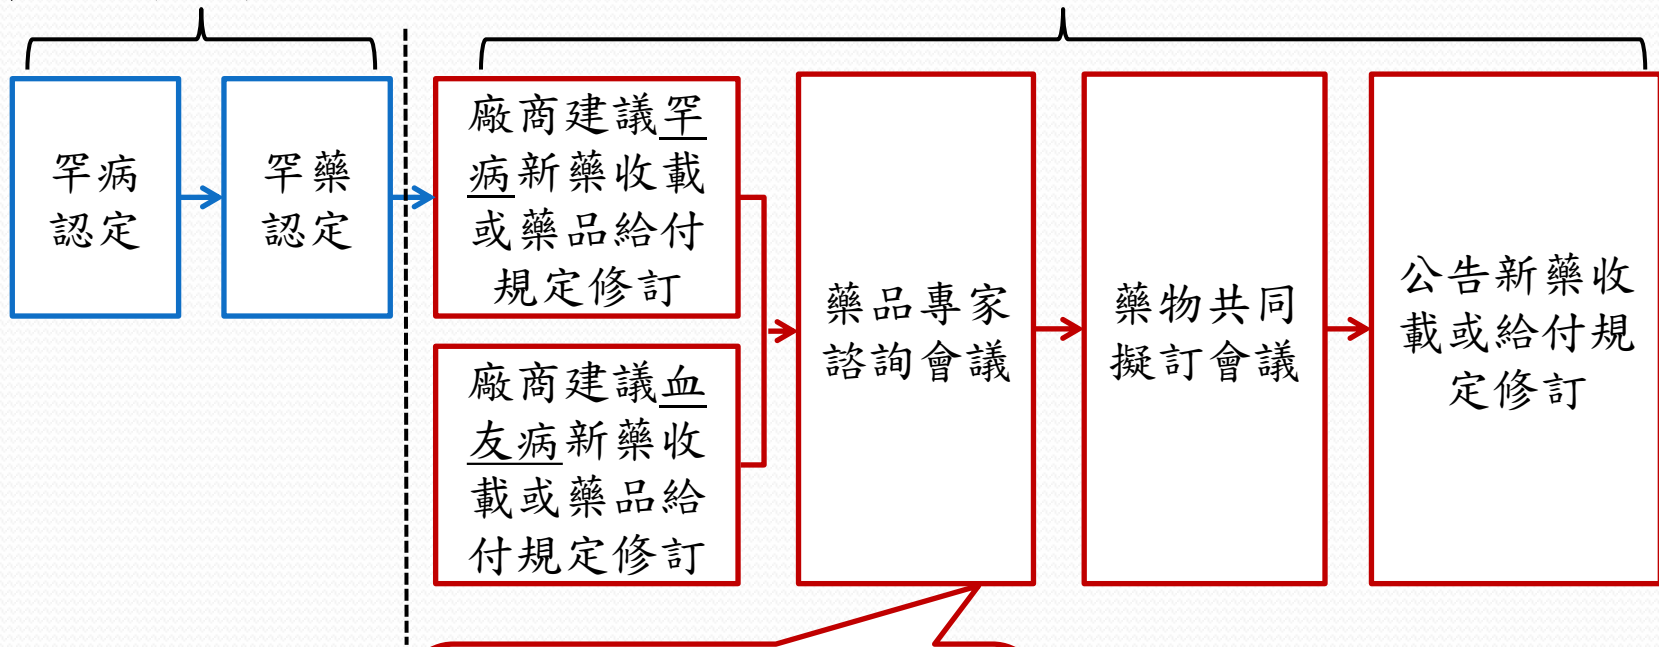 罕病
認定
罕藥
認定
廠商建議罕
病新藥收載
或藥品給付
規定修訂
廠商建議血
友病新藥收
載或藥品給
付規定修訂
藥品專家
諮詢會議
藥物共同
擬訂會議
公告新藥收
載或給付規
定修訂